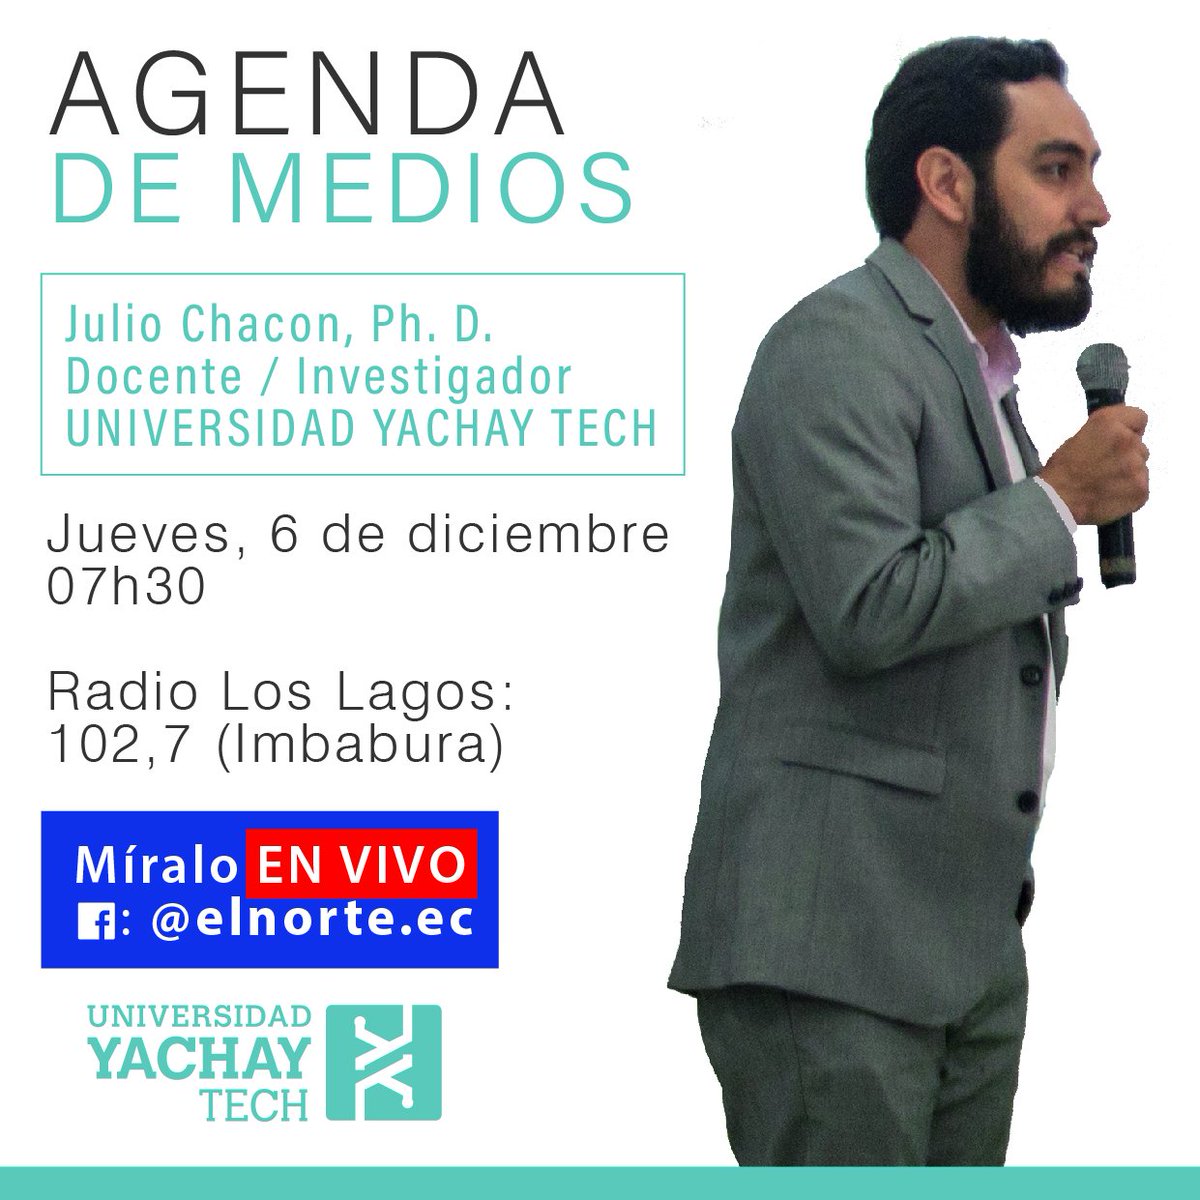 AGENDA
DE MEDIOS
Julio Chacon, Ph. D.
Docente / Investigador
UNIVERSIDAD YACHAY TECH
Jueves, 6 de diciembre
07h30
Radio Los Lagos:
102,7 (Imbabura)
Míralo EN VIVO
: @elnorte.ec
UNIVERSIDAD
YACHAY
TECH